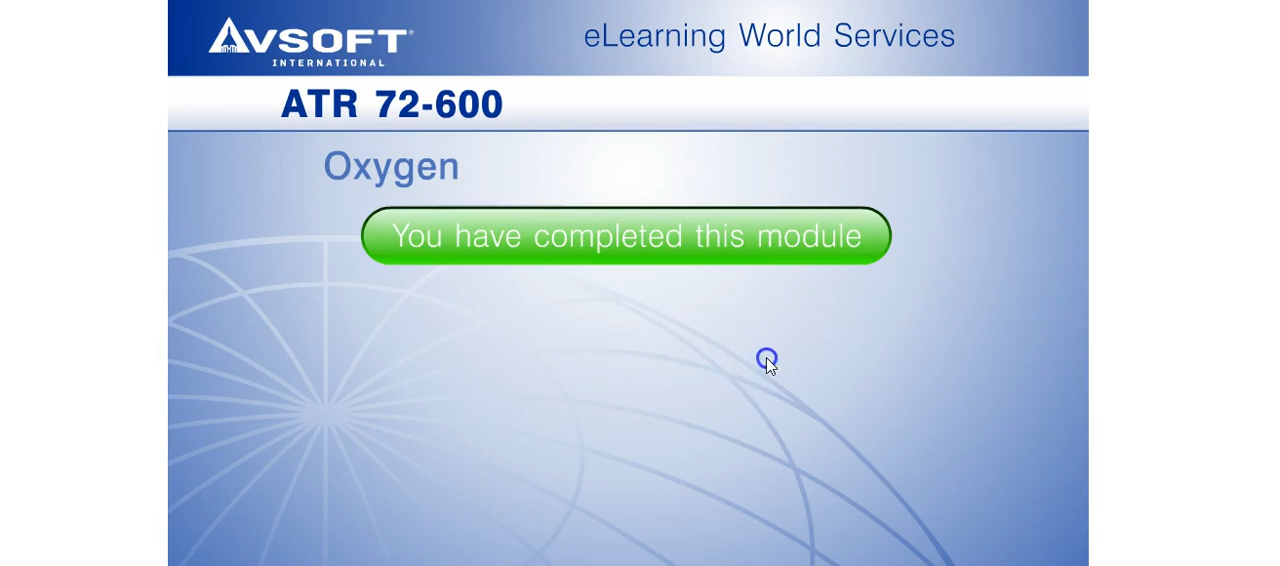 AVSOFT
INTERNATIONAL
eLearning World Services
ATR 72-600
Oxygen
You have completed this module